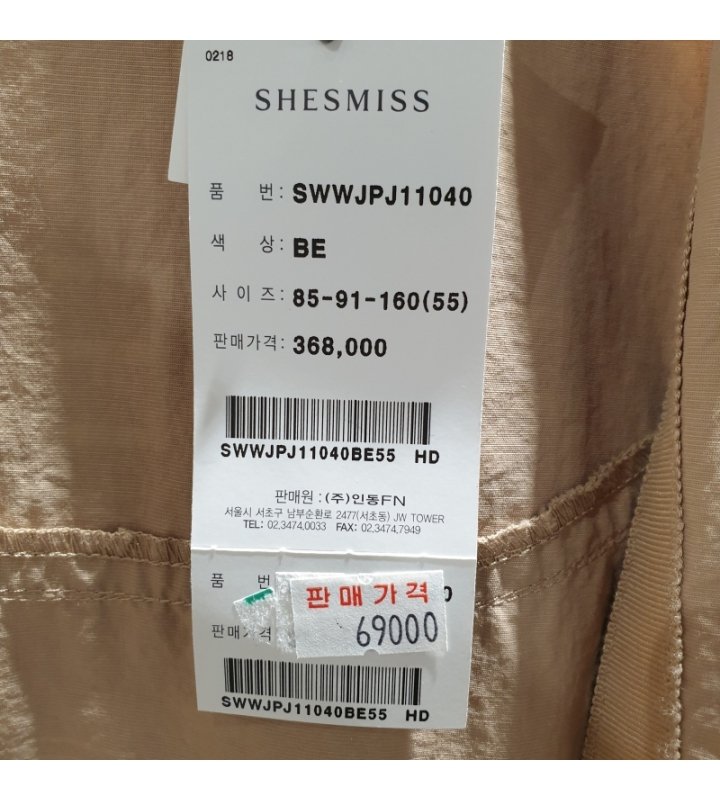 0218
SHESMISS
품 번: SWWJPJ11040
색 상: BE
사 이 즈: 85-91-160(55)
판매가격: 368,000
SWWJPJ11040BE55 HD
판매원 : (주)인동FN
서울시 서초구 남부순환로 2477(서초동) JW TOWER
TEL: 02.3474.0033 FAX: 02.3474.7949
품 번
판매가격 0
판매가격
69000
SWWJPJ11040BE55 HD